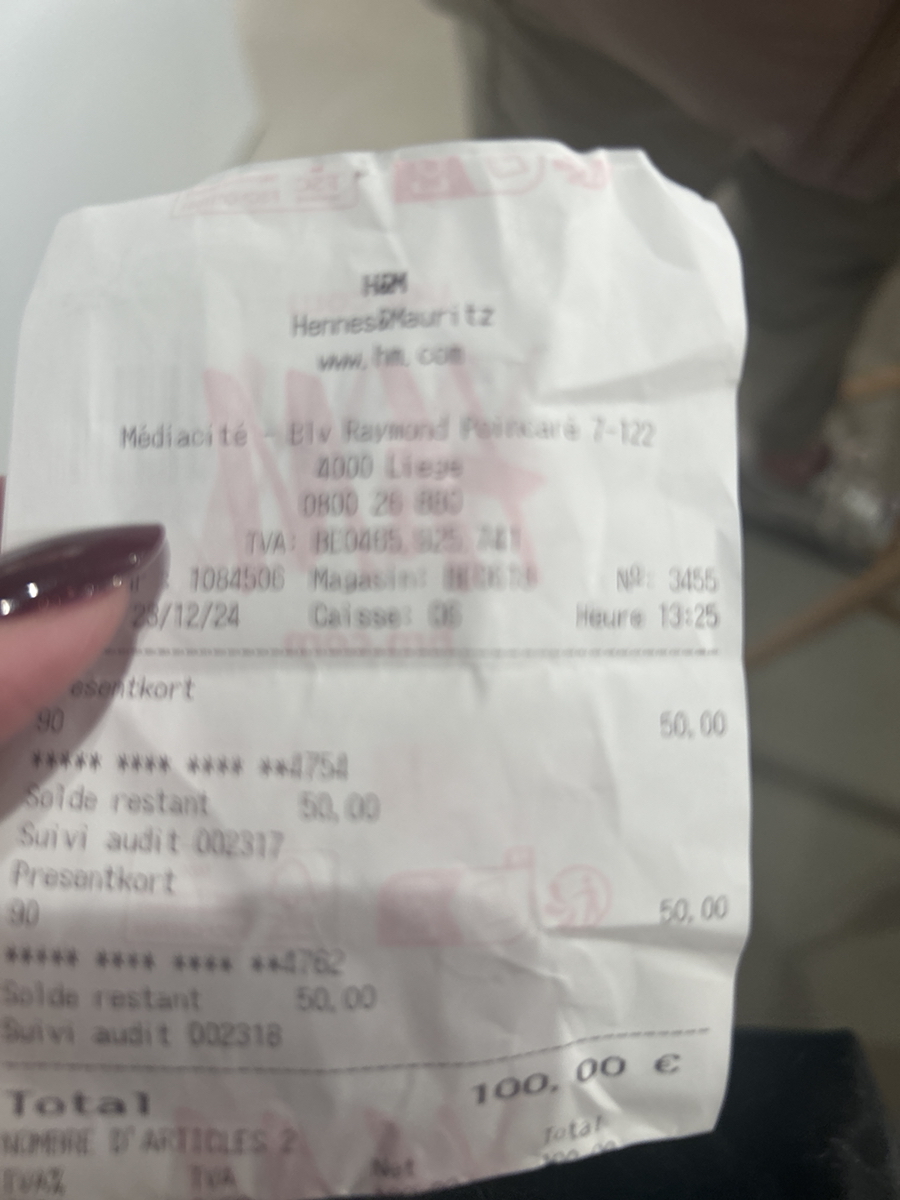 H&M
Hennes&Mauritz
www.hm.com
Médiacité - Blv Raymond Poincaré 7-122
4000 Liege
0800 26
TVA: BE0465.925.741
1084506 Magasin: Nº: 3455
/12/24 Caisse: 06 Heure 13:25
esentkort
90 50,00
***** **** **** **4754
Solde restant 50,00
Suivi audit 002317
Presentkort
90 50,00
***** **** **** **4762
Solde restant 50,00
Suivi audit 002318
Total 100,00 €
NOMBRE D'ARTICLES 2
TVA% TVA Net Total